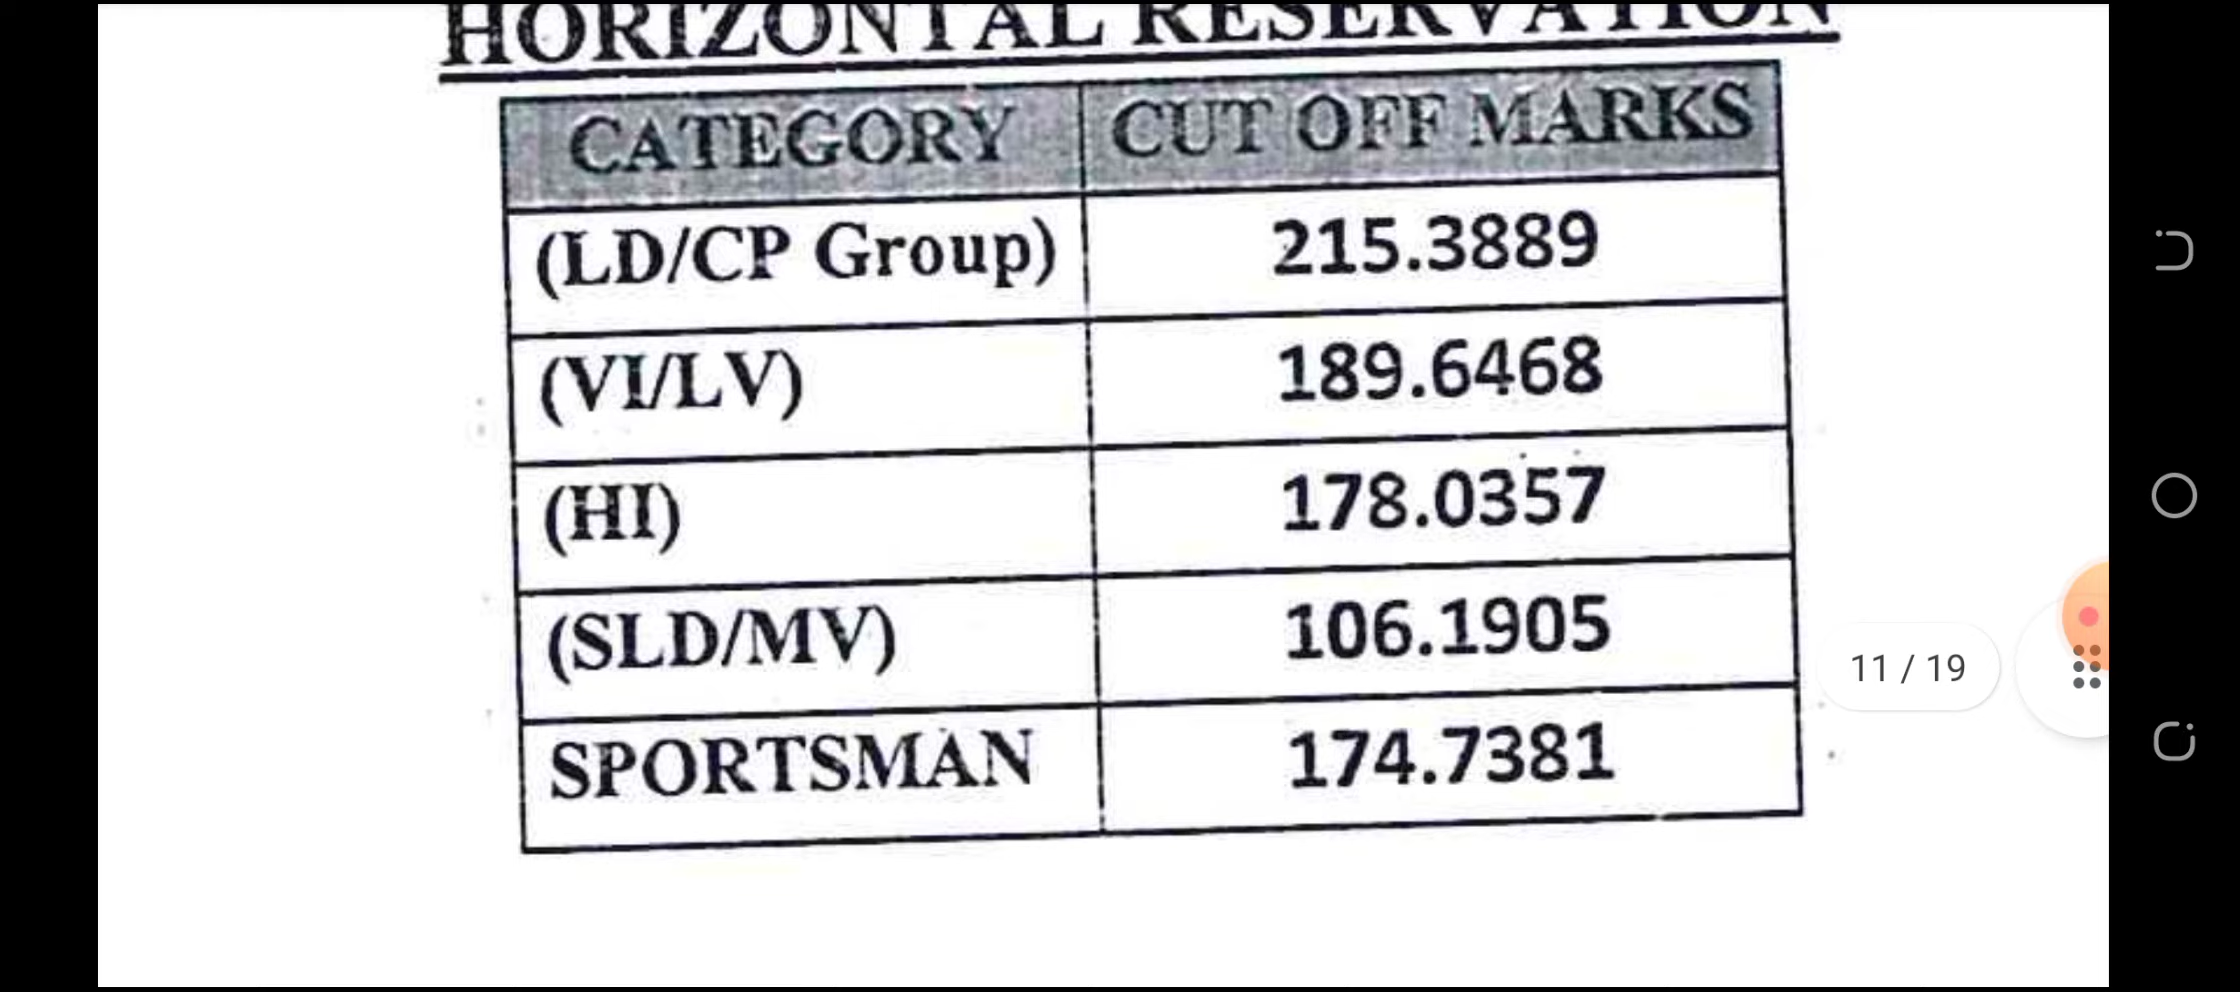 HORIZONTAL RESERVATION
CATEGORY CUT OFF MARKS
(LD/CP Group) 215.3889
(VI/LV) 189.6468
(HI) 178.0357
(SLD/MV) 106.1905
SPORTSMAN 174.7381
11 / 19